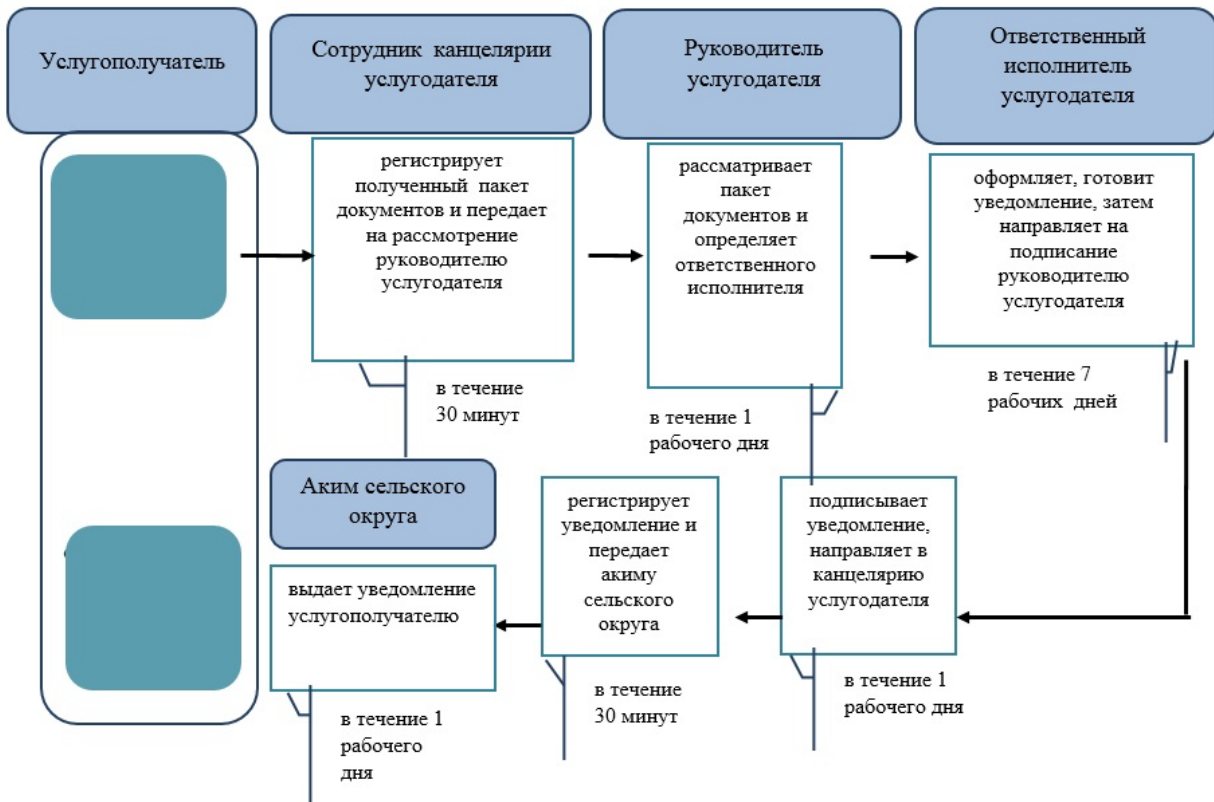 Услугополучатель
Сотрудник канцелярии
услугодателя
Руководитель
услугодателя
Ответственный
исполнитель
услугодателя
регистрирует
полученный пакет
документов и передает
на рассмотрение
руководителю
услугодателя
рассматривает
пакет
документов и
определяет
ответственного
исполнителя
оформляет, готовит
уведомление, затем
направляет на
подписание
руководителю
услугодателя
в течение
30 минут
в течение 1
рабочего дня
в течение 7
рабочих дней
Аким сельского
округа
регистрирует
уведомление и
передает
акиму
сельского
округа
подписывает
уведомление,
направляет в
канцелярию
услугодателя
выдает уведомление
услугополучателю
в течение 1
рабочего
дня
в течение
30 минут
в течение 1
рабочего дня